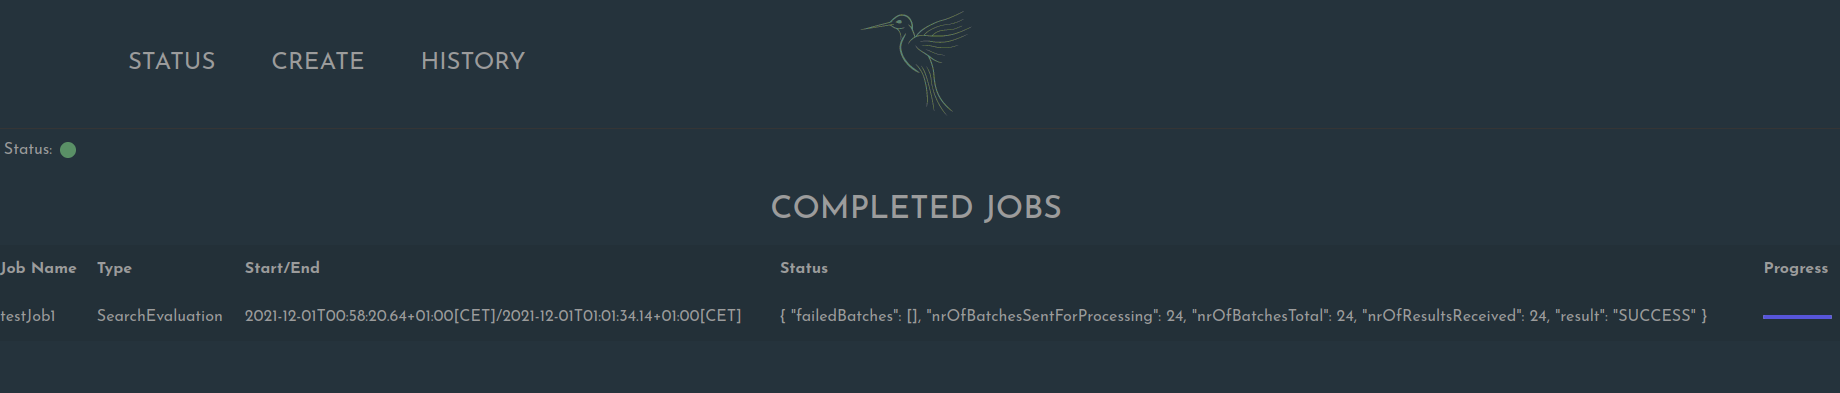 STATUS CREATE HISTORY
Status:
COMPLETED JOBS
Job Name Type Start/End Status Progress
testJob1 SearchEvaluation 2021-12-01T00:58:20.64+01:00[CET]/2021-12-01T01:01:34.14+01:00[CET] { "failedBatches": [], "nrOfBatchesSentForProcessing": 24, "nrOfBatchesTotal": 24, "nrOfResultsReceived": 24, "result": "SUCCESS" }